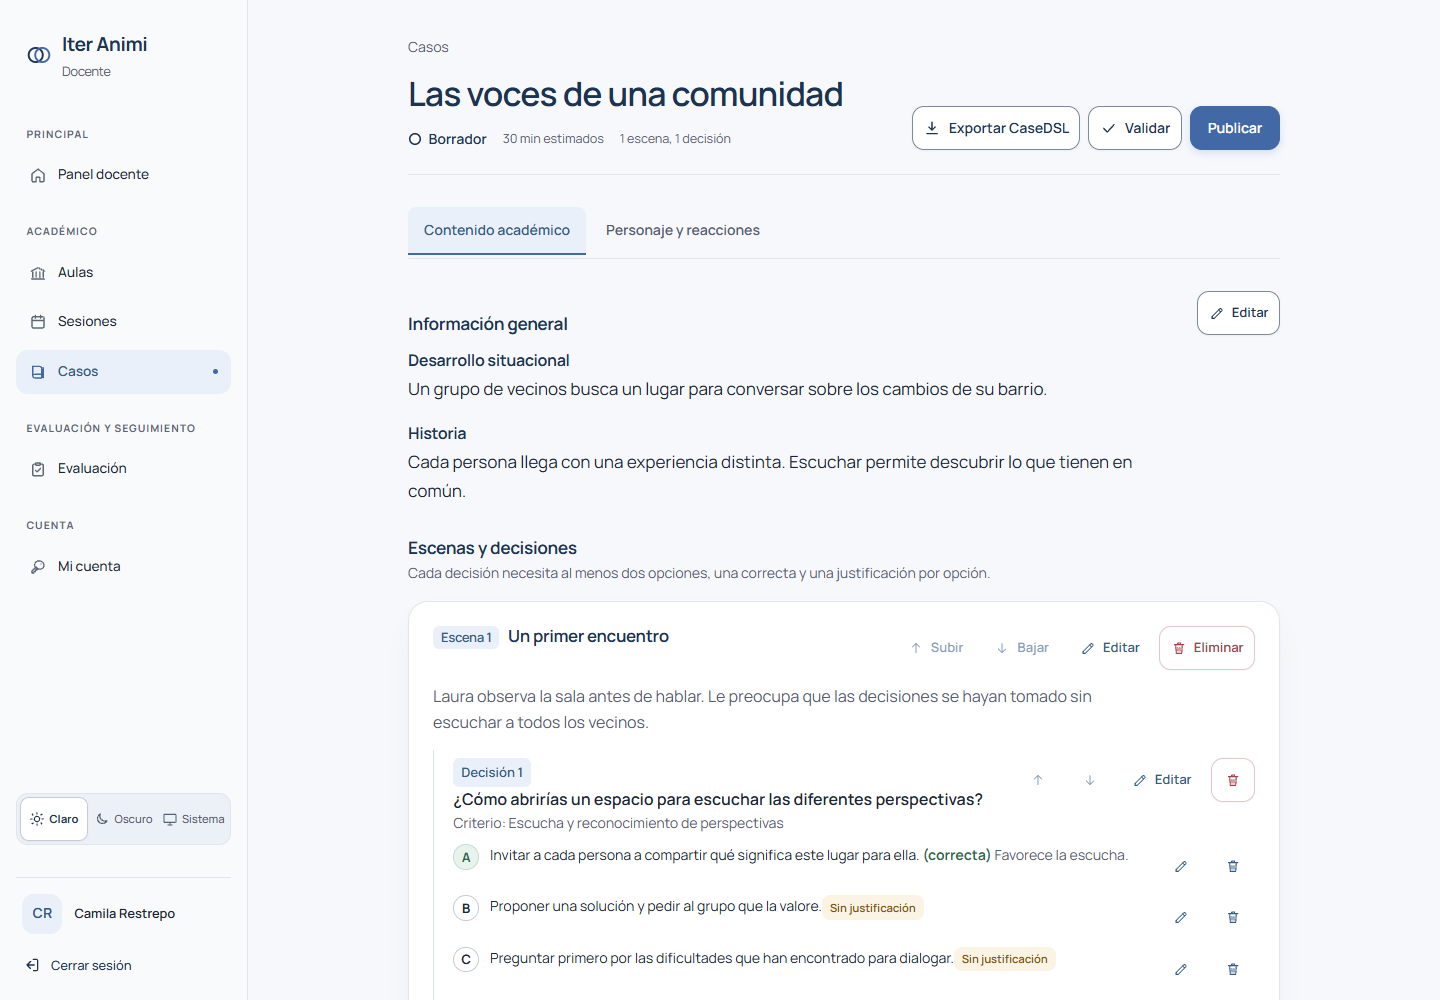 Iter Animi
Docente
PRINCIPAL
Panel docente
ACADÉMICO
Aulas
Sesiones
Casos
EVALUACIÓN Y SEGUIMIENTO
Evaluación
CUENTA
Mi cuenta
Claro
Oscuro
Sistema
CR
Camila Restrepo
Cerrar sesión
Casos
Las voces de una comunidad
Borrador
30 min estimados
1 escena, 1 decisión
Exportar CaseDSL
Validar
Publicar
Contenido académico
Personaje y reacciones
Información general
Editar
Desarrollo situacional
Un grupo de vecinos busca un lugar para conversar sobre los cambios de su barrio.
Historia
Cada persona llega con una experiencia distinta. Escuchar permite descubrir lo que tienen en
común.
Escenas y decisiones
Cada decisión necesita al menos dos opciones, una correcta y una justificación por opción.
Escena 1 Un primer encuentro
Subir
Bajar
Editar
Eliminar
Laura observa la sala antes de hablar. Le preocupa que las decisiones se hayan tomado sin
escuchar a todos los vecinos.
Decisión 1
Editar
¿Cómo abrirías un espacio para escuchar las diferentes perspectivas?
Criterio: Escucha y reconocimiento de perspectivas
A Invitar a cada persona a compartir qué significa este lugar para ella. (correcta) Favorece la escucha.
B Proponer una solución y pedir al grupo que la valore. Sin justificación
C Preguntar primero por las dificultades que han encontrado para dialogar. Sin justificación